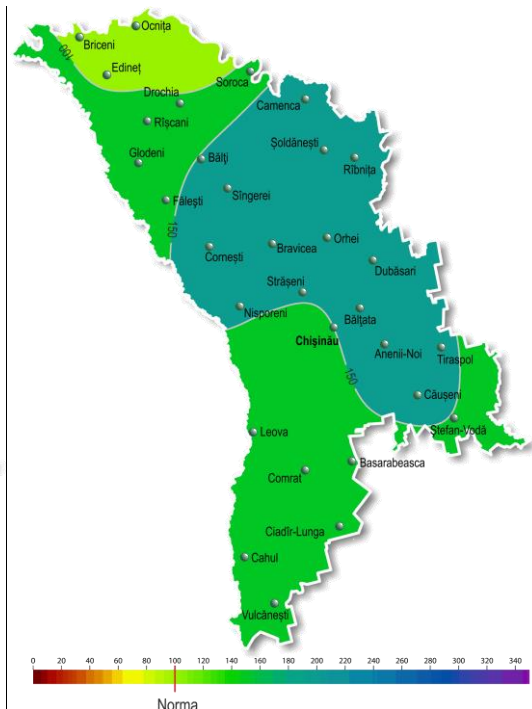 Ocnița
Briceni
100
Edineț
Soroca
Drochia
Camenca
Rîșcani
Șoldănești
Glodeni
Bălți
Rîbnița
Sîngerei
Fălești
150
Orhei
Cornești
Bravicea
Dubăsari
Strășeni
Nisporeni
Bălțata
Chișinău
Anenii-Noi
Tiraspol
150
Căușeni
Ștefan-Vodă
Leova
Basarabeasca
Comrat
Ciadîr-Lunga
Cahul
Vulcănești
0 20 40 60 80 100 120 140 160 180 200 220 240 260 280 300 320 340
Norma